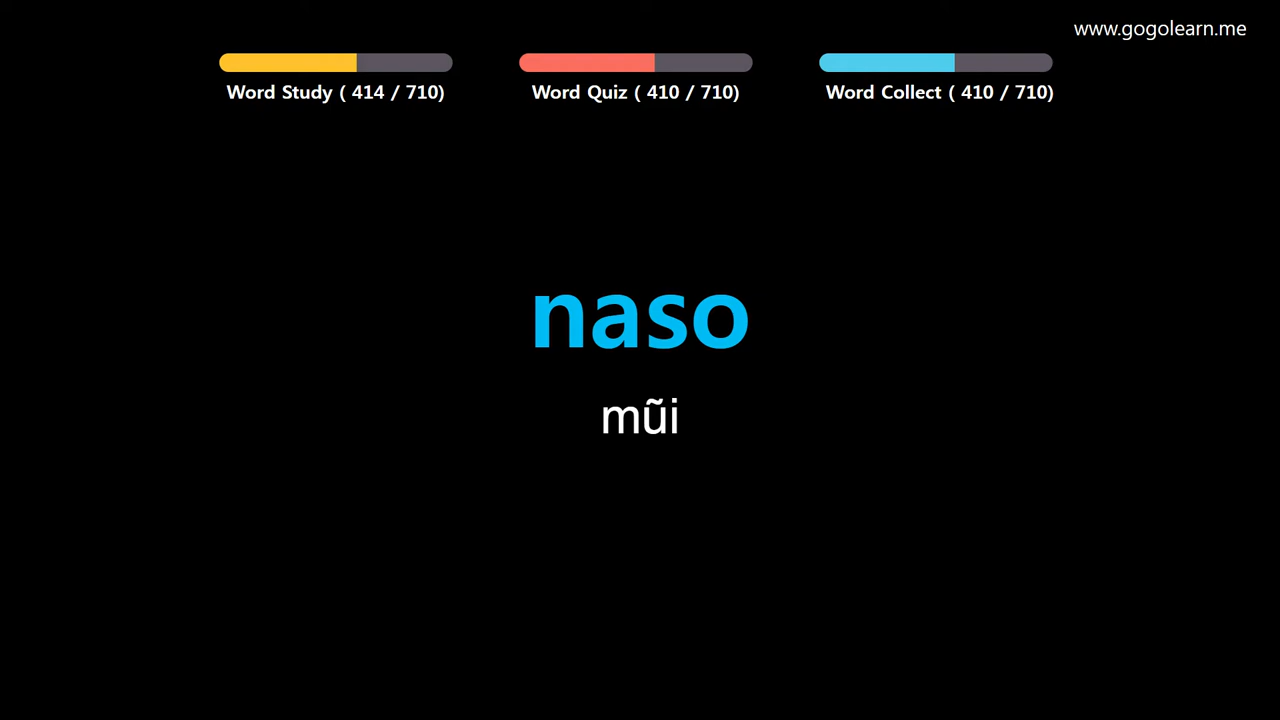 www.gogolearn.me
Word Study ( 414 / 710)
Word Quiz ( 410 / 710)
Word Collect ( 410 / 710)
naso
mũi